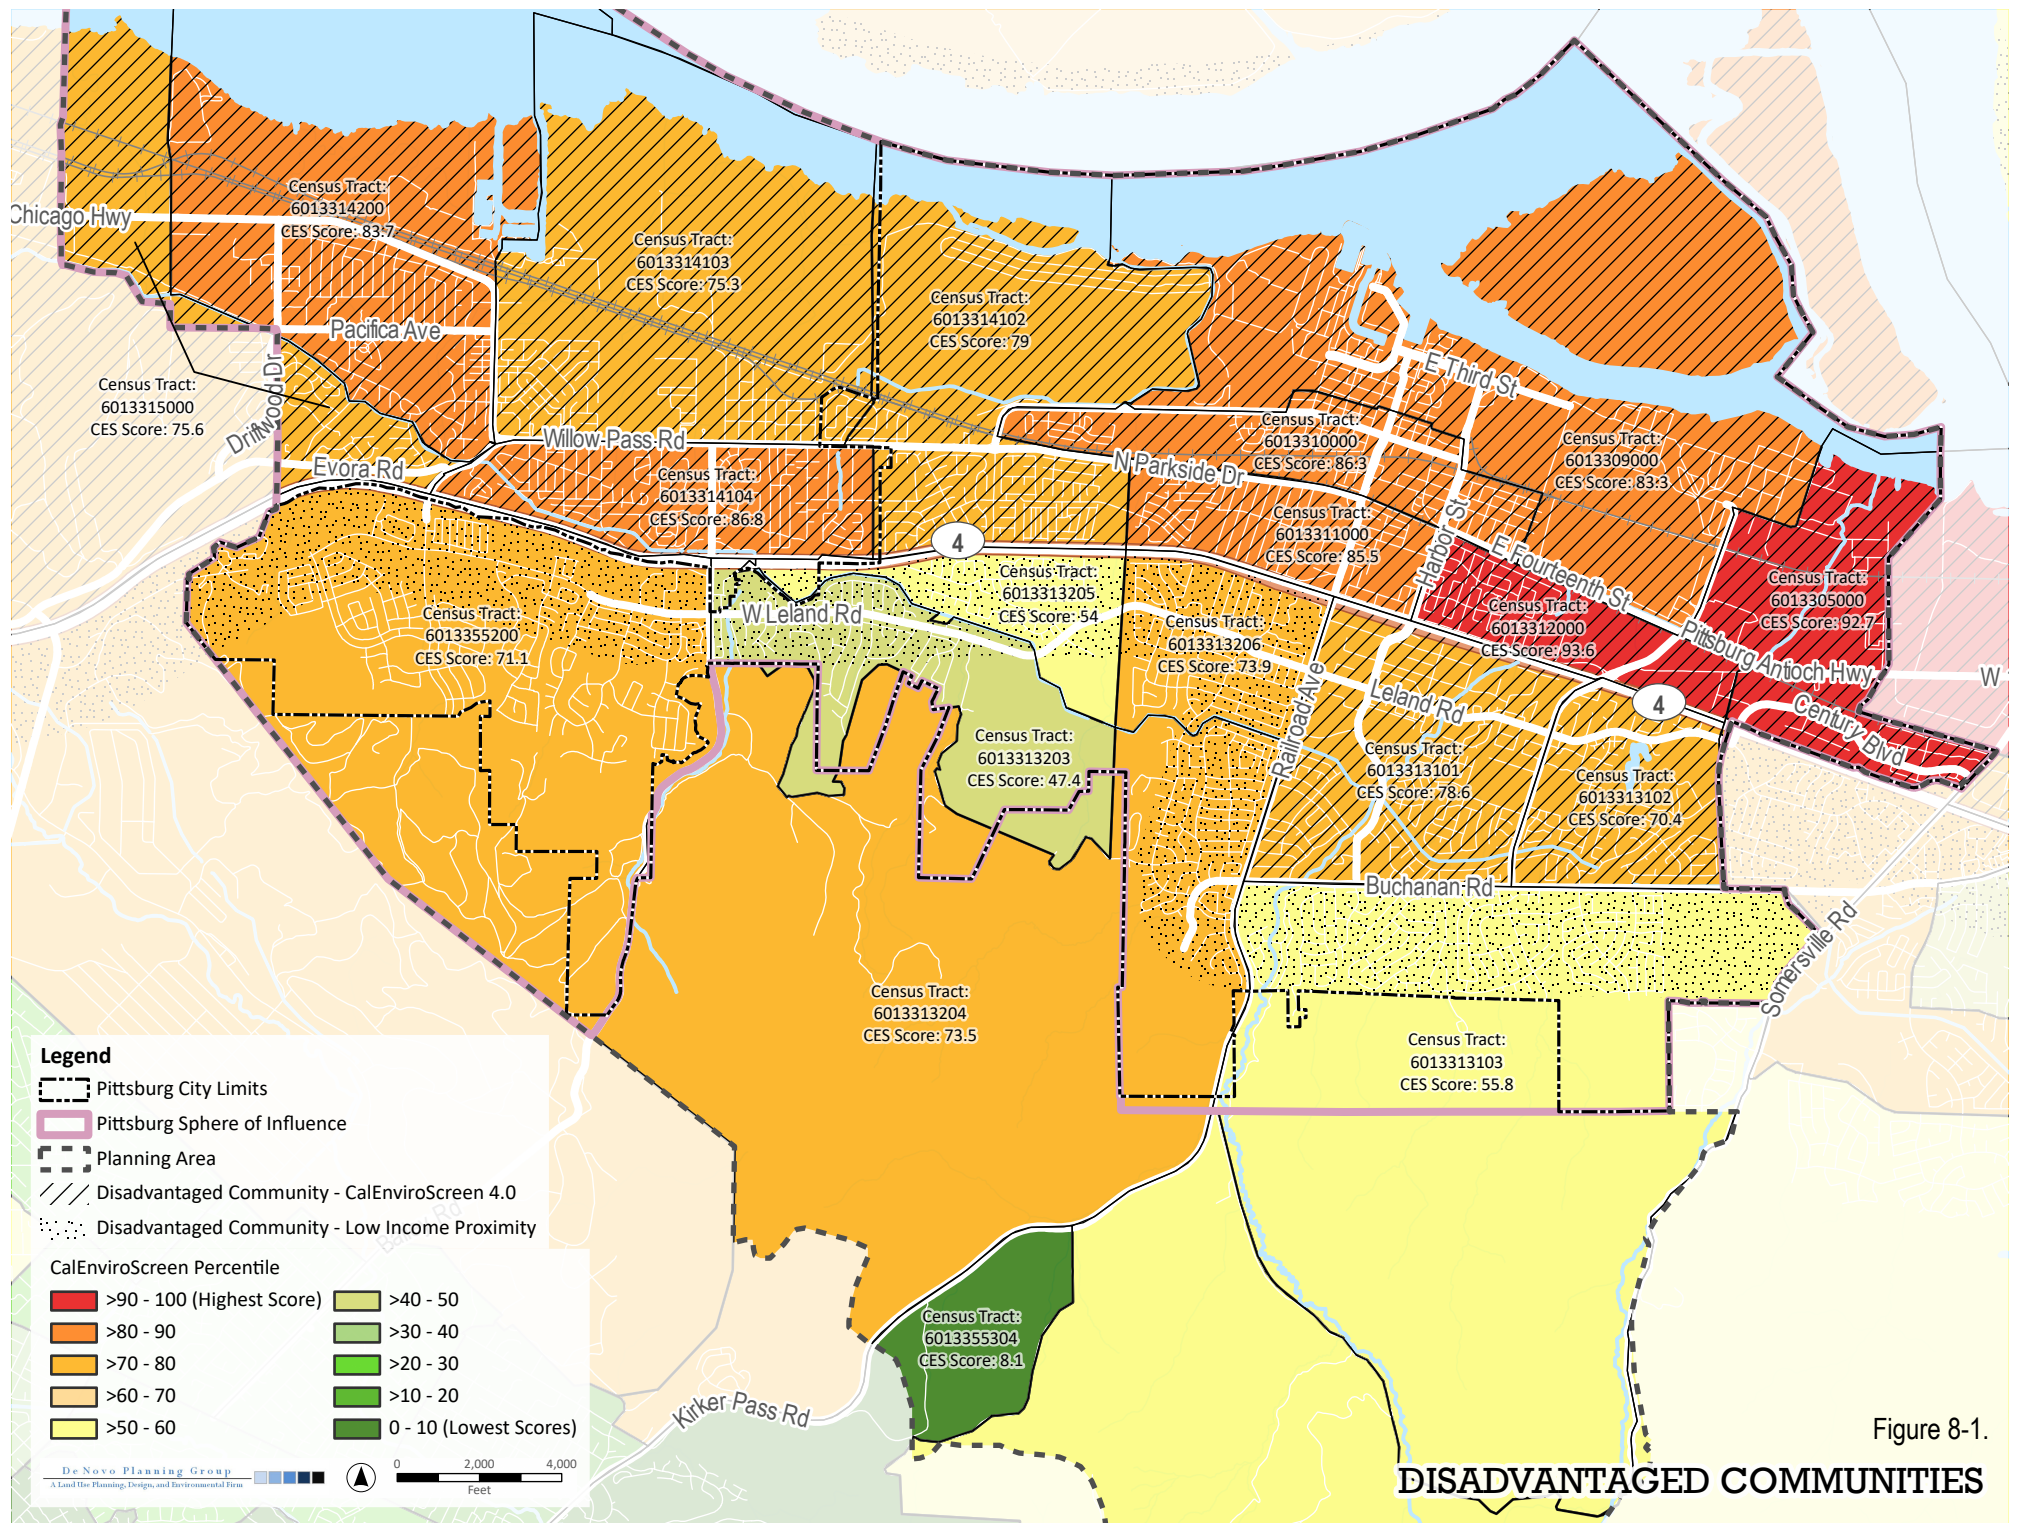 Census Tract:
6013314200
CES Score: 83.7
Chicago Hwy
Census Tract:
6013314103
CES Score: 75.3
Census Tract:
6013314102
CES Score: 79
Pacifica Ave
Driftwood Dr
Census Tract:
6013315000
CES Score: 75.6
E Third St
Willow Pass Rd
Evora Rd
Census Tract:
6013310000
CES Score: 86.3
Census Tract:
6013309000
CES Score: 83.3
N Parkside Dr
Census Tract:
6013314104
CES Score: 86.8
Census Tract:
6013311000
CES Score: 85.5
Harbor St
4
E Fourteenth St
Census Tract:
6013313205
CES Score: 54
Census Tract:
6013305000
CES Score: 92.7
Census Tract:
6013312000
CES Score: 93.6
W Leland Rd
Census Tract:
6013355200
CES Score: 71.1
Census Tract:
6013313206
CES Score: 73.9
Pittsburg Antioch Hwy
W
Railroad Ave
Leland Rd
4
Century Blvd
Census Tract:
6013313203
CES Score: 47.4
Census Tract:
6013313101
CES Score: 78.6
Census Tract:
6013313102
CES Score: 70.4
Buchanan Rd
Somersville Rd
Census Tract:
6013313204
CES Score: 73.5
Census Tract:
6013313103
CES Score: 55.8
Census Tract:
6013355304
CES Score: 8.1
Kirker Pass Rd
Legend
Pittsburg City Limits
Pittsburg Sphere of Influence
Planning Area
Disadvantaged Community - CalEnviroScreen 4.0
Disadvantaged Community - Low Income Proximity
CalEnviroScreen Percentile
>90 - 100 (Highest Score)
>80 - 90
>70 - 80
>60 - 70
>50 - 60
>40 - 50
>30 - 40
>20 - 30
>10 - 20
0 - 10 (Lowest Scores)
De Novo Planning Group
A Land Use Planning, Design, and Environmental Firm
0 2,000 4,000
Feet
Figure 8-1.
DISADVANTAGED COMMUNITIES